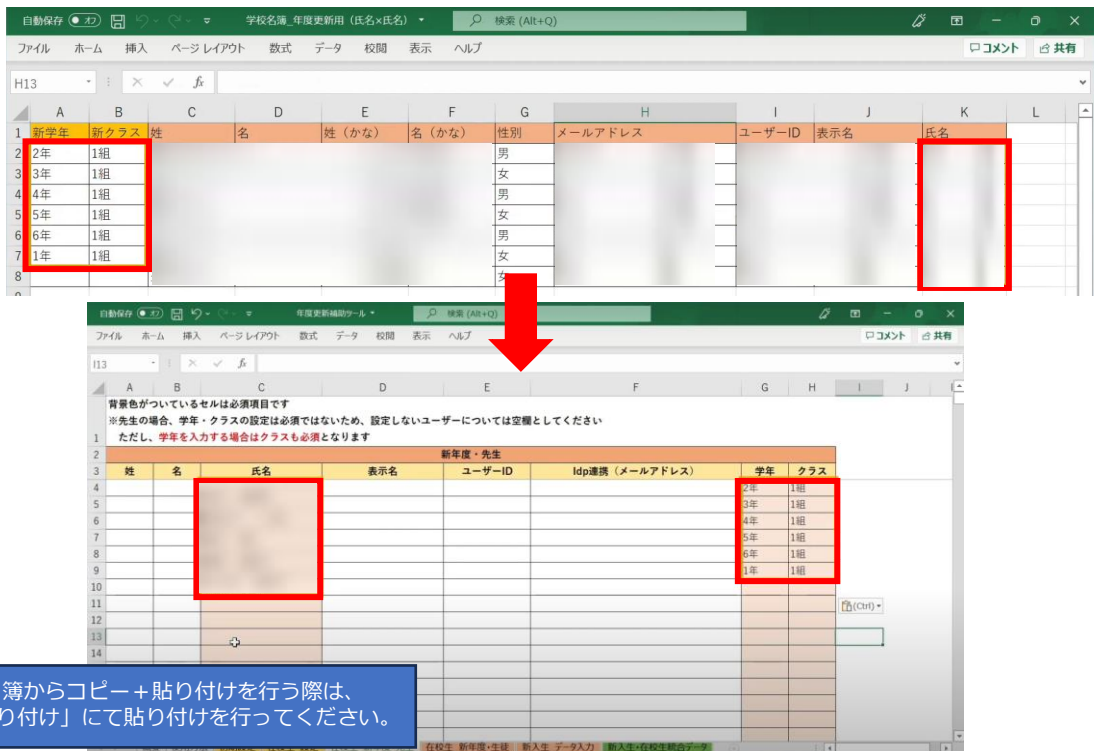 自動保存 オフ 学校名簿_年度更新用（氏名×氏名） 検索 (Alt+Q)
ファイル ホーム 挿入 ページ レイアウト 数式 データ 校閲 表示 ヘルプ コメント 共有
H13 fx
A B C D E F G H I J K L
1 新学年 新クラス 姓 名 姓（かな） 名（かな） 性別 メールアドレス ユーザーID 表示名 氏名
2 2年 1組 男
3 3年 1組 女
4 4年 1組 男
5 5年 1組 女
6 6年 1組 男
7 1年 1組 女
8 女
自動保存 オフ 年度更新補助ツール 検索 (Alt+Q)
ファイル ホーム 挿入 ページ レイアウト 数式 データ 校閲 表示 ヘルプ コメント 共有
I13 fx
A B C D E F G H I J
背景色がついているセルは必須項目です
※先生の場合、学年・クラスの設定は必須ではないため、設定しないユーザーについては空欄としてください
1 ただし、学年を入力する場合はクラスも必須となります
2 新年度・先生
3 姓 名 氏名 表示名 ユーザーID Idp連携（メールアドレス） 学年 クラス
4 2年 1組
5 3年 1組
6 4年 1組
7 5年 1組
8 6年 1組
9 1年 1組
10
11 (Ctrl)
12
13
14
簿からコピー＋貼り付けを行う際は、
り付け」にて貼り付けを行ってください。
在校生_新年度・生徒 新入生_データ入力 新入生・在校生統合データ